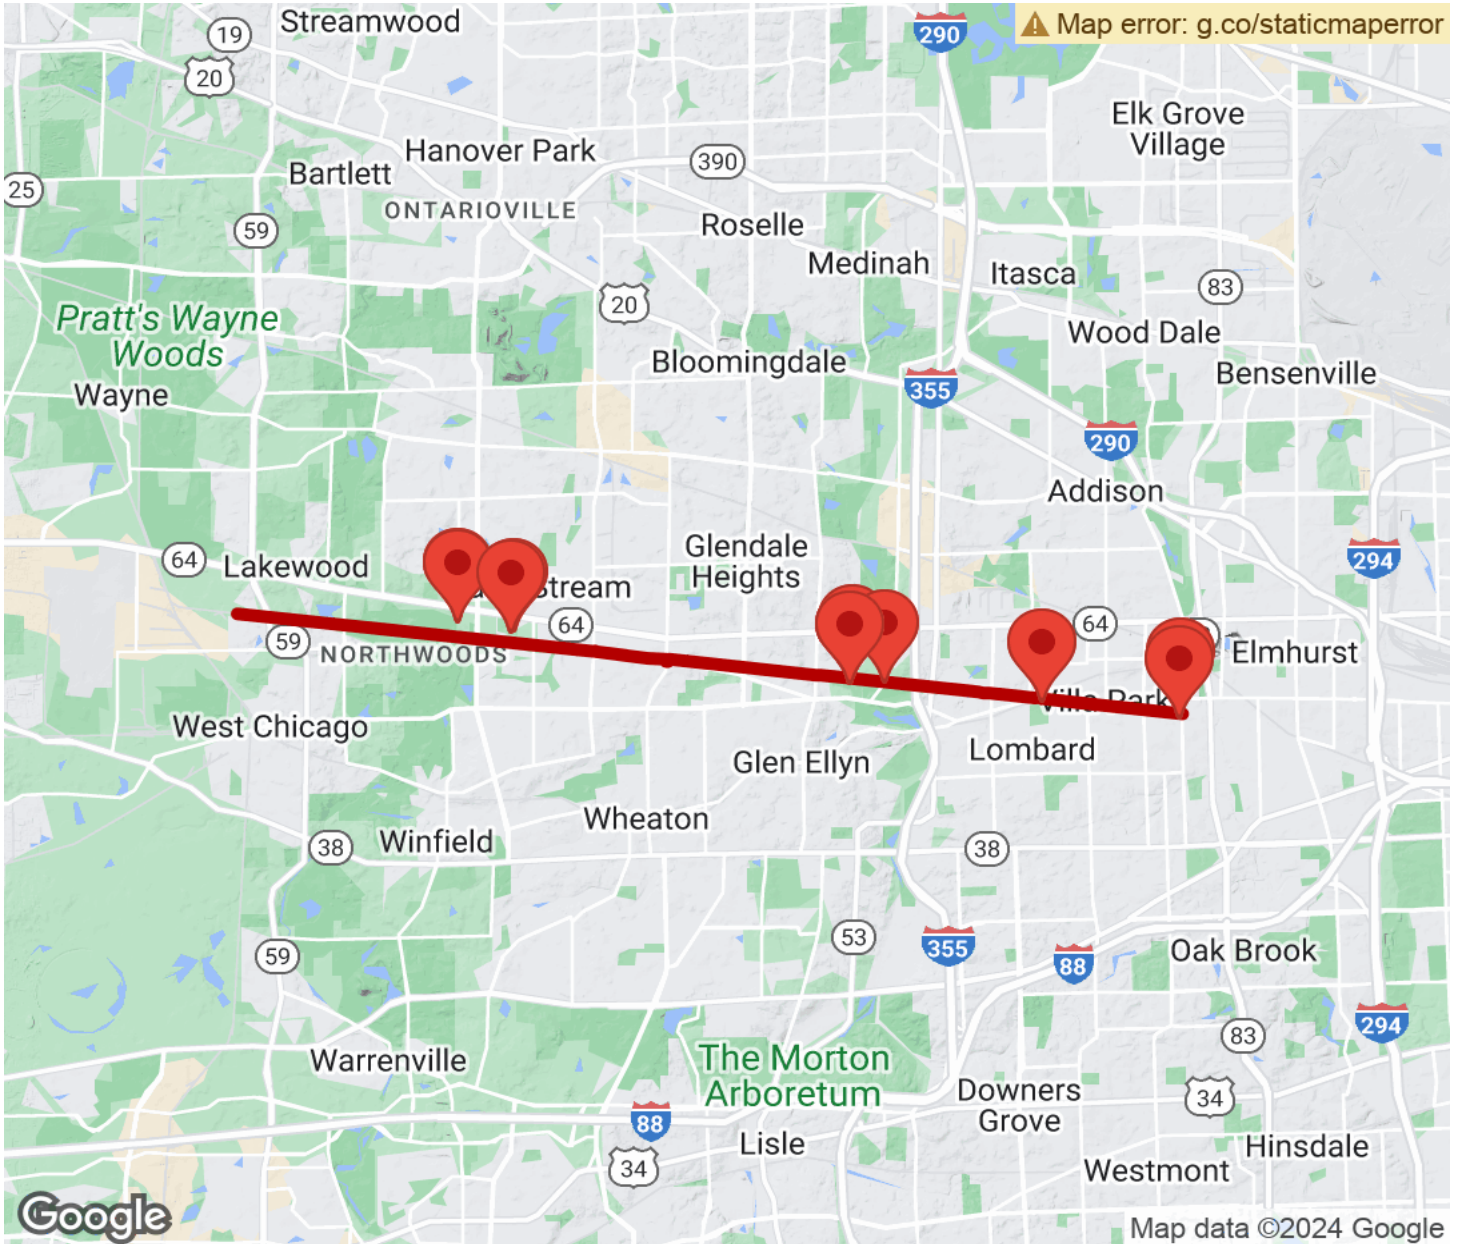 Streamwood
19
290
Map error: g.co/staticmaperror
20
Elk Grove
Village
Hanover Park
390
Bartlett
25
ONTARIOVILLE
59
Roselle
Medinah
Itasca
83
20
Pratt's Wayne
Woods
Wood Dale
Bloomingdale
Bensenville
355
Wayne
290
Addison
Glendale
Heights
64
Lakewood
294
Stream
64
64
59
NORTHWOODS
Elmhurst
Villa Park
West Chicago
Lombard
Glen Ellyn
Wheaton
Winfield
38
38
53
355
59
88
Oak Brook
294
83
Warrenville
The Morton
Arboretum
Downers
Grove
34
88
Lisle
Hinsdale
34
Westmont
Google
Map data ©2024 Google